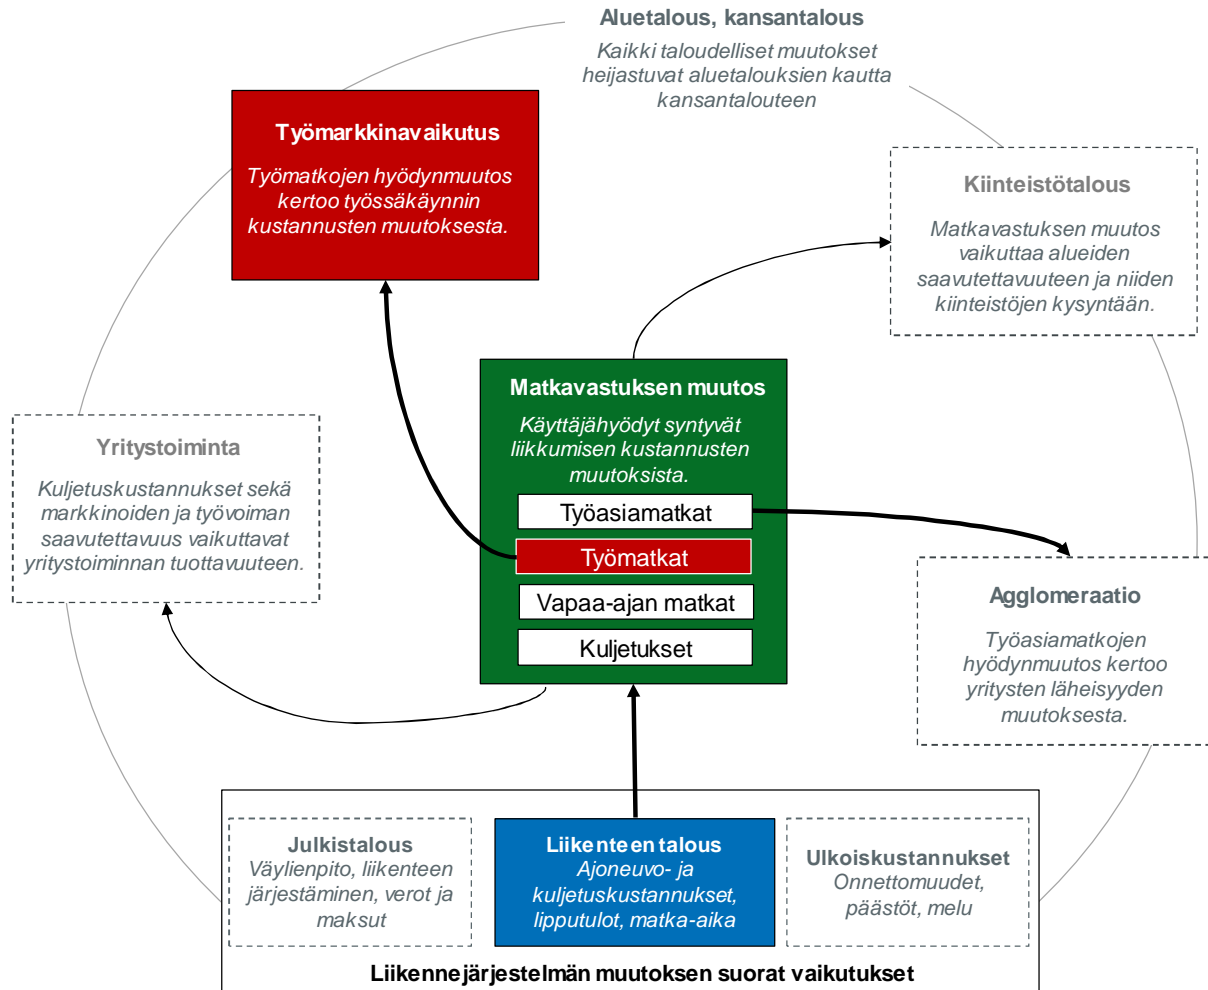 Aluetalous, kansantalous
Kaikki taloudelliset muutokset
heijastuvat aluetalouksien kautta
kansantalouteen
Työmarkkinavaikutus
Työmatkojen hyödynmuutos
kertoo työssäkäynnin
kustannusten muutoksesta.
Kiinteistötalous
Matkavastuksen muutos
vaikuttaa alueiden
saavutettavuuteen ja niiden
kiinteistöjen kysyntään.
Matkavastuksen muutos
Käyttäjähyödyt syntyvät
liikkumisen kustannusten
muutoksista.
Työasiamatkat
Työmatkat
Vapaa-ajan matkat
Kuljetukset
Yritystoiminta
Kuljetuskustannukset sekä
markkinoiden ja työvoiman
saavutettavuus vaikuttavat
yritystoiminnan tuottavuuteen.
Agglomeraatio
Työasiamatkojen
hyödynmuutos kertoo
yritysten läheisyyden
muutoksesta.
Julkistalous
Väylienpito, liikenteen
järjestäminen, verot ja
maksut
Liikenteen talous
Ajoneuvo- ja
kuljetuskustannukset,
lipputulot, matka-aika
Ulkoiskustannukset
Onnettomuudet,
päästöt, melu
Liikennejärjestelmän muutoksen suorat vaikutukset